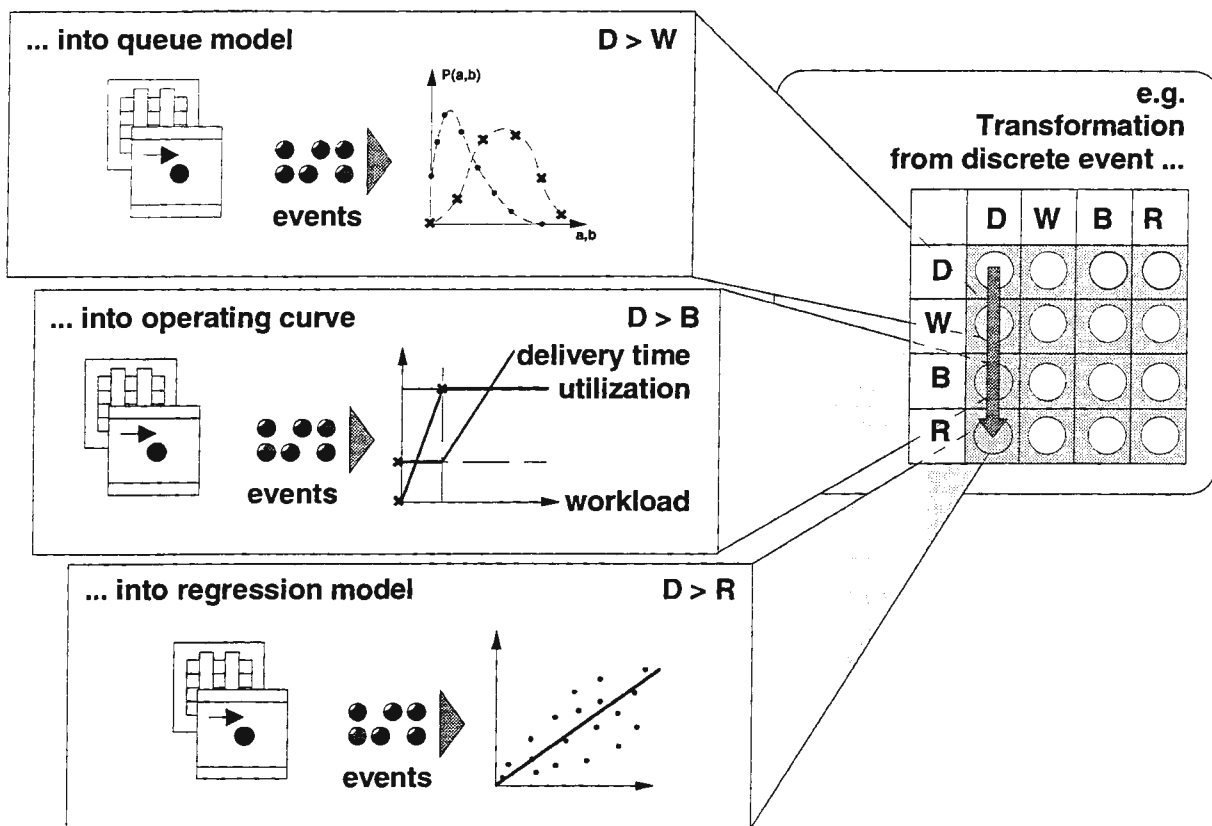 ... into queue model D > W
P(a,b)
events
a,b
... into operating curve D > B
delivery time
utilization
events
workload
... into regression model D > R
events
e.g.
Transformation
from discrete event ...
D W B R
D
W
B
R